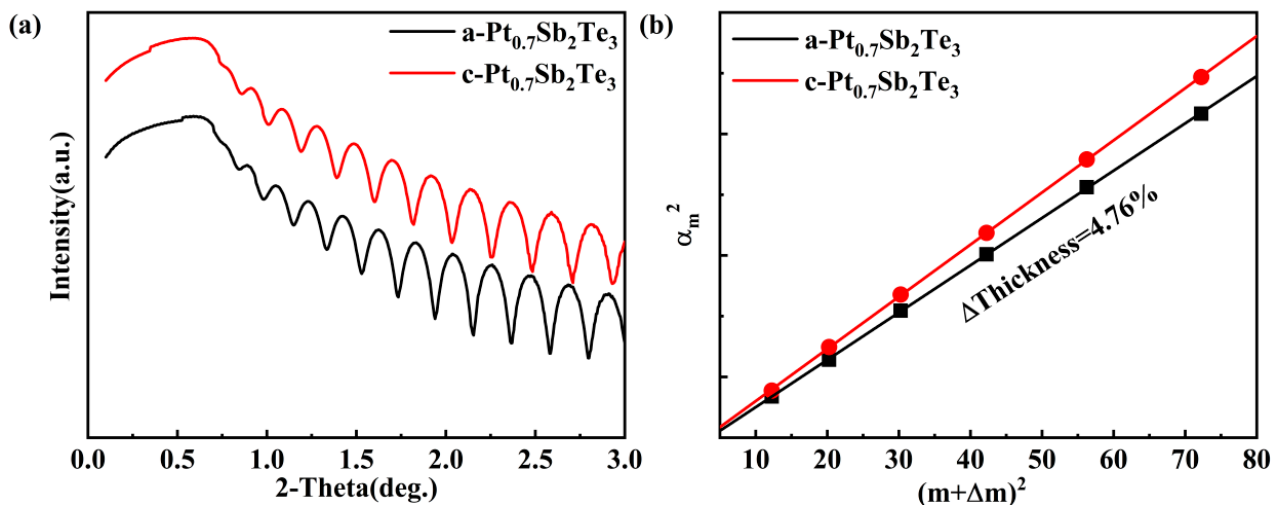 (a)
a-Pt0.7Sb2Te3
c-Pt0.7Sb2Te3
Intensity(a.u.)
0.0 0.5 1.0 1.5 2.0 2.5 3.0
2-Theta(deg.)
(b)
a-Pt0.7Sb2Te3
c-Pt0.7Sb2Te3
αm²
ΔThickness=4.76%
10 20 30 40 50 60 70 80
(m+Δm)²